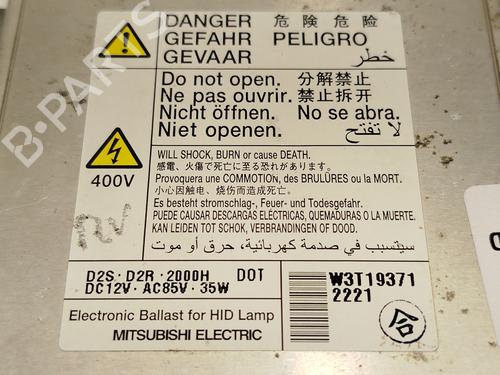 DANGER 危 険 危 险
GEFAHR PELIGRO
GEVAAR خطر
Do not open. 分解禁止
Ne pas ouvrir. 禁止拆开
Nicht öffnen. No se abra.
Niet openen. لا تفتح
400V
WILL SHOCK, BURN or cause DEATH.
感電、火傷で死亡に至る恐れがあります。
Provoquera une COMMOTION, des BRÛLURES ou la MORT.
小心因触电、烧伤而造成死亡。
Es besteht stromschlag-, Feuer- und Todesgefahr.
PUEDE CAUSAR DESCARGAS ELÉCTRICAS, QUEMADURAS O LA MUERTE.
KAN LEIDEN TOT SCHOK, VERBRANDINGEN OF DOOD.
سيتسبب في صدمة كهربائية، حرق أو موت
D2S・D2R・2000H DOT
DC12V・AC85V・35W
W3T19371
2221
Electronic Ballast for HID Lamp
MITSUBISHI ELECTRIC
合
B-PARTS